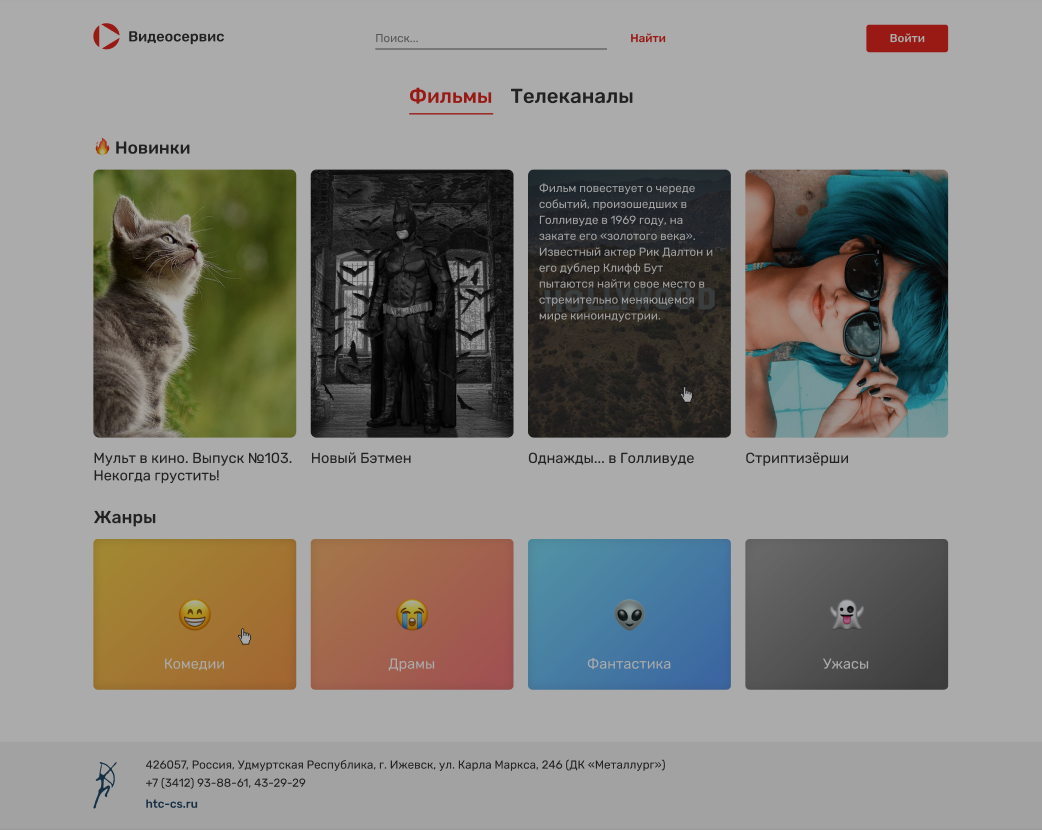 Видеосервис
Поиск...
Найти
Войти
Фильмы
Телеканалы
Новинки
Фильм повествует о череде
событий, произошедших в
Голливуде в 1969 году, на
закате его «золотого века».
Известный актер Рик Далтон и
его дублер Клифф Бут
пытаются найти свое место в
стремительно меняющемся
мире киноиндустрии.
Мульт в кино. Выпуск №103.
Некогда грустить!
Новый Бэтмен
Однажды... в Голливуде
Стриптизёрши
Жанры
Комедии
Драмы
Фантастика
Ужасы
426057, Россия, Удмуртская Республика, г. Ижевск, ул. Карла Маркса, 246 (ДК «Металлург»)
+7 (3412) 93-88-61, 43-29-29
htc-cs.ru